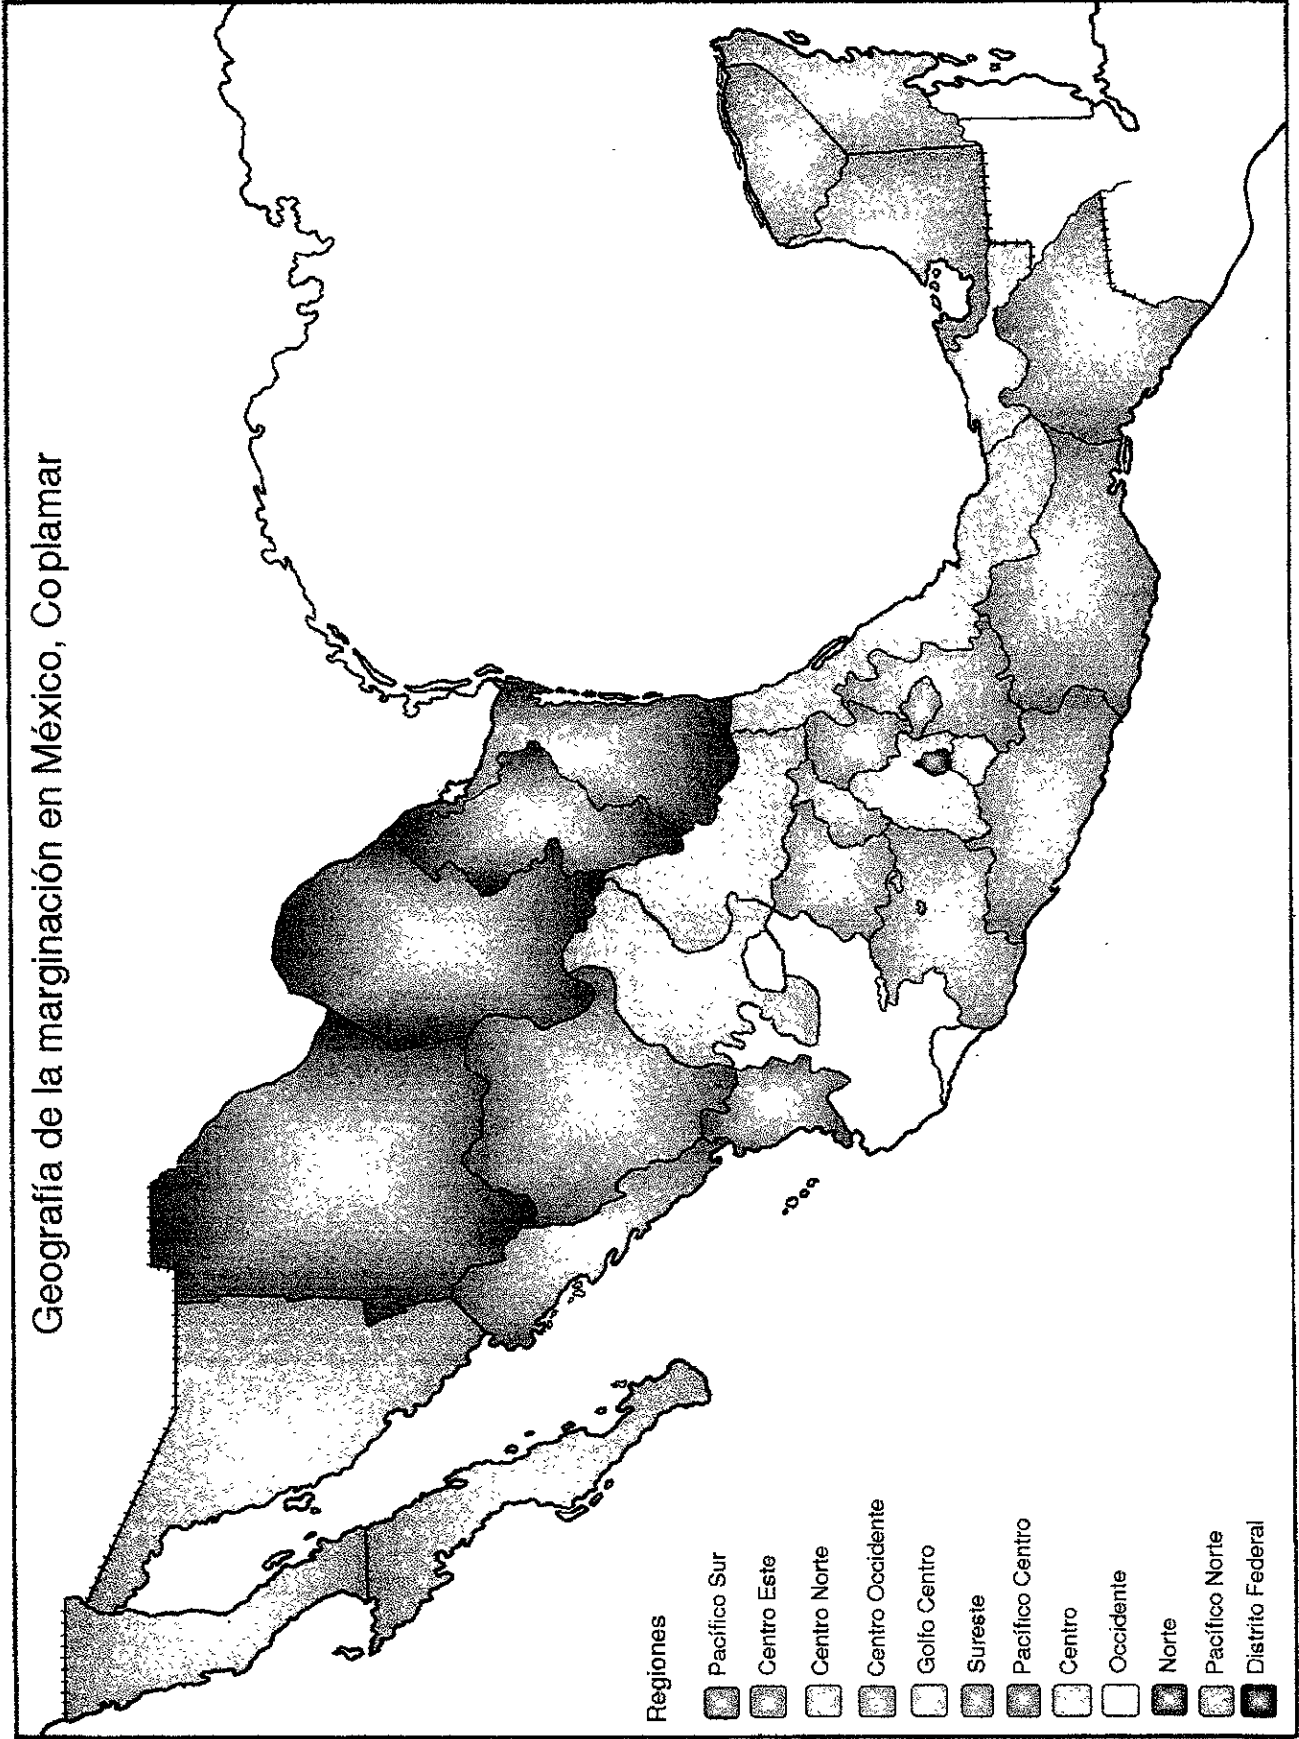 Geografía de la marginación en México, Coplamar
Regiones
Pacífico Sur
Centro Este
Centro Norte
Centro Occidente
Golfo Centro
Sureste
Pacífico Centro
Centro
Occidente
Norte
Pacífico Norte
Distrito Federal